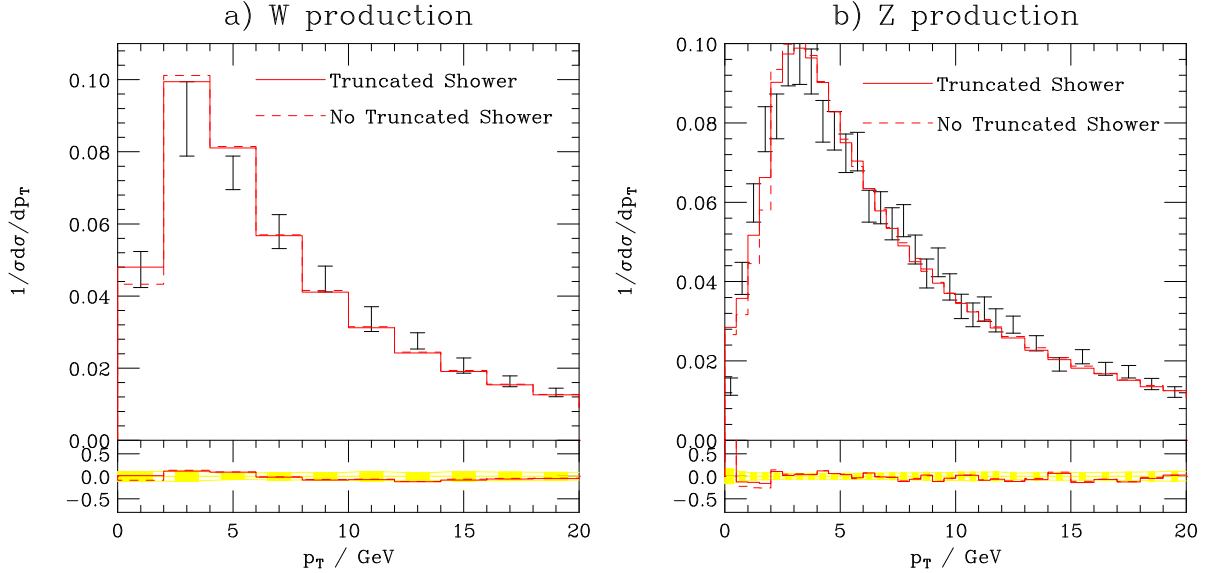 a) W production
0.10
0.08
0.06
0.04
0.02
0.00
1/σdσ/dp_T
Truncated Shower
No Truncated Shower
0.5
0.0
−0.5
0 5 10 15 20
p_T / GeV
b) Z production
0.10
0.08
0.06
0.04
0.02
0.00
1/σdσ/dp_T
Truncated Shower
No Truncated Shower
0.5
0.0
−0.5
0 5 10 15 20
p_T / GeV